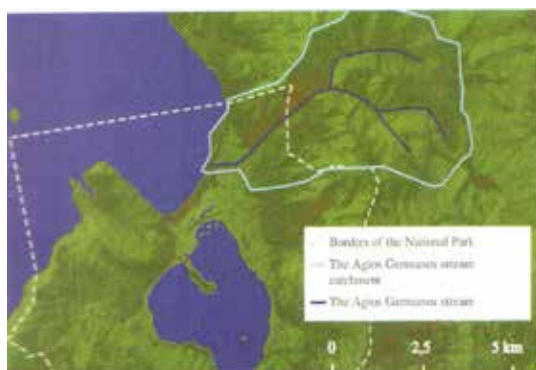 Borders of the National Park
The Agios Germanos stream
catchment
The Agios Germanos stream
0 2,5 5 km